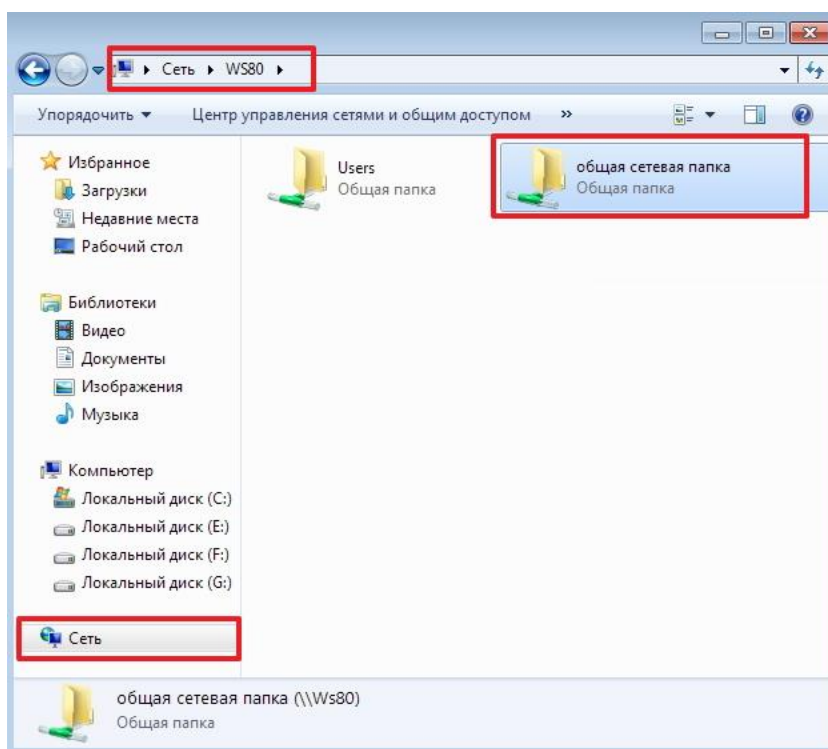 Сеть WS80
Упорядочить Центр управления сетями и общим доступом »
Избранное
Загрузки
Недавние места
Рабочий стол
Библиотеки
Видео
Документы
Изображения
Музыка
Компьютер
Локальный диск (C:)
Локальный диск (E:)
Локальный диск (F:)
Локальный диск (G:)
Сеть
Users
Общая папка
общая сетевая папка
Общая папка
общая сетевая папка (\\Ws80)
Общая папка